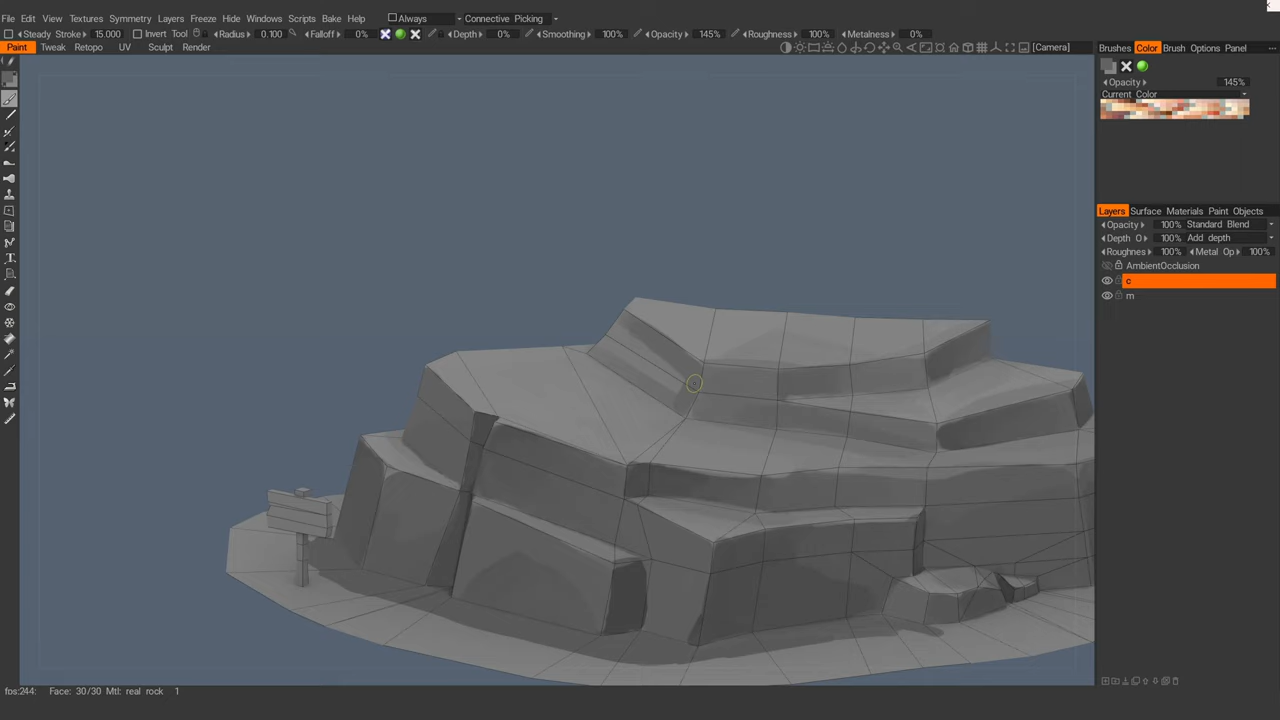 File Edit View Textures Symmetry Layers Freeze Hide Windows Scripts Bake Help Always Connective Picking
Steady Stroke 15.000 Invert Tool Radius 0.100 Falloff 0% Depth 0% Smoothing 100% Opacity 145% Roughness 100% Metalness 0%
Paint Tweak Retopo UV Sculpt Render [Camera] Brushes Color Brush Options Panel
Opacity 145%
Current Color
Layers Surface Materials Paint Objects
Opacity 100% Standard Blend
Depth O 100% Add depth
Roughness 100% Metal Op 100%
AmbientOcclusion
c
m
fps:244: Face: 30/30 Mtl: real rock 1